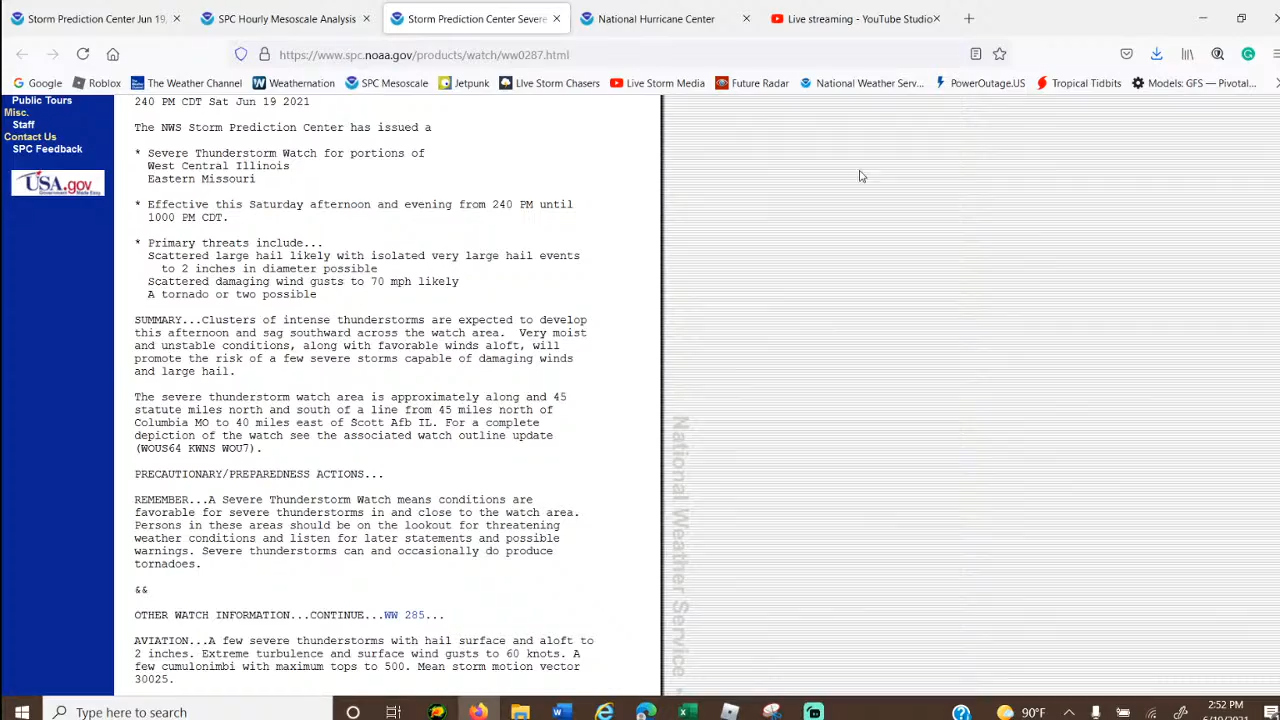 Storm Prediction Center Jun 19,
SPC Hourly Mesoscale Analysis
Storm Prediction Center Severe
National Hurricane Center
Live streaming - YouTube Studio
https://www.spc.noaa.gov/products/watch/ww0287.html
Google
Roblox
The Weather Channel
Weathernation
SPC Mesoscale
Jetpunk
Live Storm Chasers
Live Storm Media
Future Radar
National Weather Serv...
PowerOutage.US
Tropical Tidbits
Models: GFS — Pivotal...
Public Tours
Misc.
Staff
Contact Us
SPC Feedback
USA.gov
240 PM CDT Sat Jun 19 2021
The NWS Storm Prediction Center has issued a
* Severe Thunderstorm Watch for portions of
West Central Illinois
Eastern Missouri
* Effective this Saturday afternoon and evening from 240 PM until
1000 PM CDT.
* Primary threats include...
Scattered large hail likely with isolated very large hail events
to 2 inches in diameter possible
Scattered damaging wind gusts to 70 mph likely
A tornado or two possible
SUMMARY...Clusters of intense thunderstorms are expected to develop
this afternoon and sag southward across the watch area. Very moist
and unstable conditions, along with favorable winds aloft, will
promote the risk of a few severe storms capable of damaging winds
and large hail.
The severe thunderstorm watch area is approximately along and 45
statute miles north and south of a line from 45 miles north of
Columbia MO to 40 miles east of Scott Afb IL. For a complete
depiction of the watch see the associated watch outline update
(WOUS64 KWNS WOU7).
PRECAUTIONARY/PREPAREDNESS ACTIONS...
REMEMBER...A Severe Thunderstorm Watch means conditions are
favorable for severe thunderstorms in and close to the watch area.
Persons in these areas should be on the lookout for threatening
weather conditions and listen for later statements and possible
warnings. Severe thunderstorms can and occasionally do produce
tornadoes.
&&
OTHER WATCH INFORMATION...CONTINUE...WW 285...
AVIATION...A few severe thunderstorms with hail surface and aloft to
2 inches. Extreme turbulence and surface wind gusts to 60 knots. A
few cumulonimbi with maximum tops to 500. Mean storm motion vector
30025.
National Weather Service
Type here to search
90°F
2:52 PM